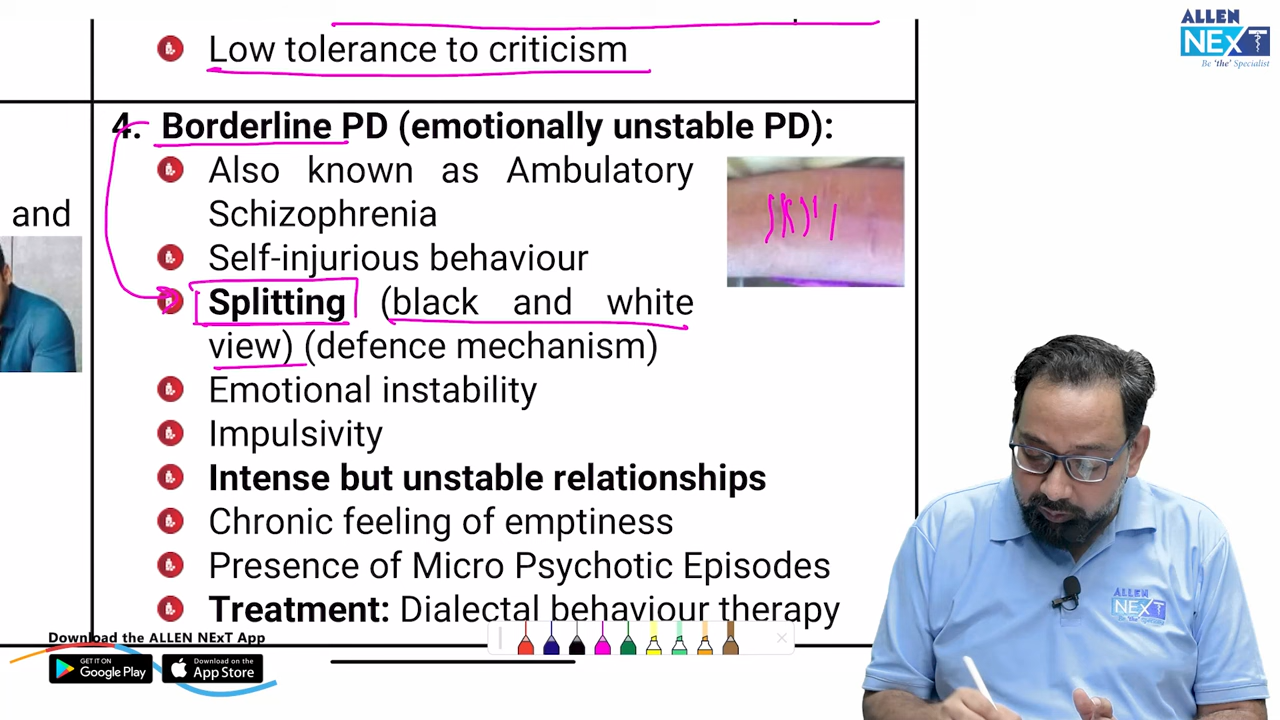 ALLEN
NEXT
Be 'the' Specialist
Low tolerance to criticism
4. Borderline PD (emotionally unstable PD):
Also known as Ambulatory
Schizophrenia
and
Self-injurious behaviour
Splitting (black and white
view) (defence mechanism)
Emotional instability
Impulsivity
Intense but unstable relationships
Chronic feeling of emptiness
Presence of Micro Psychotic Episodes
Treatment: Dialectal behaviour therapy
Download the ALLEN NExT App
GET IT ON
Google Play
Download on the
App Store
ALLEN
NEXT